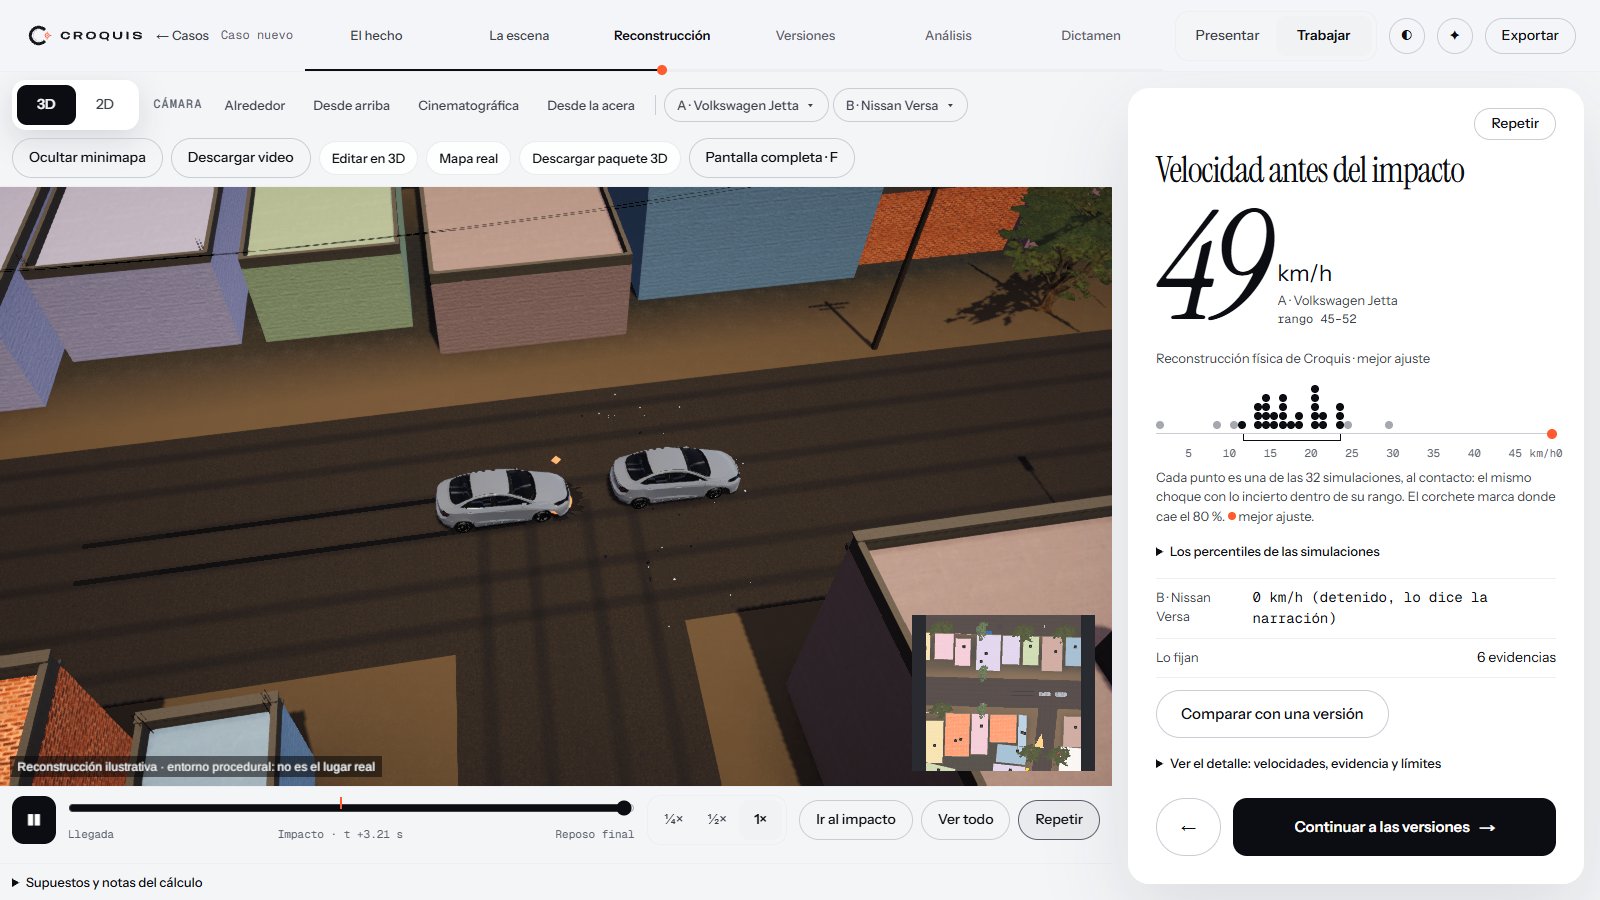 CROQUIS ← Casos Caso nuevo El hecho La escena Reconstrucción Versiones Análisis Dictamen Presentar Trabajar Exportar
3D 2D CÁMARA Alrededor Desde arriba Cinematográfica Desde la acera A · Volkswagen Jetta B · Nissan Versa
Ocultar minimapa Descargar video Editar en 3D Mapa real Descargar paquete 3D Pantalla completa · F
Reconstrucción ilustrativa · entorno procedural: no es el lugar real
¼× ½× 1× Ir al impacto Ver todo Repetir
Llegada Impacto · t +3.21 s Reposo final
Supuestos y notas del cálculo
Repetir
Velocidad antes del impacto
49 km/h
A · Volkswagen Jetta
rango 45–52
Reconstrucción física de Croquis · mejor ajuste
5 10 15 20 25 30 35 40 45 km/h0
Cada punto es una de las 32 simulaciones, al contacto: el mismo
choque con lo incierto dentro de su rango. El corchete marca donde
cae el 80 %. mejor ajuste.
Los percentiles de las simulaciones
B · Nissan Versa
0 km/h (detenido, lo dice la narración)
Lo fijan 6 evidencias
Comparar con una versión
Ver el detalle: velocidades, evidencia y límites
← Continuar a las versiones →